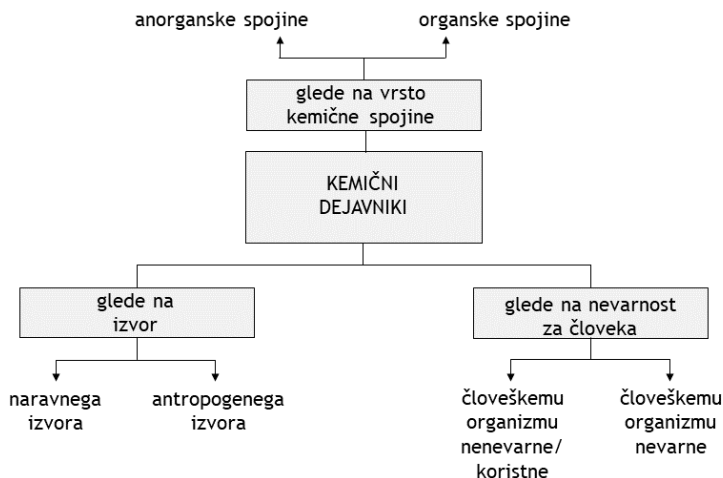 anorganske spojine
organske spojine
glede na vrsto
kemične spojine
KEMIČNI
DEJAVNIKI
glede na
izvor
glede na nevarnost
za človeka
naravnega
izvora
antropogenega
izvora
človeškemu
organizmu
nenevarne/
koristne
človeškemu
organizmu
nevarne